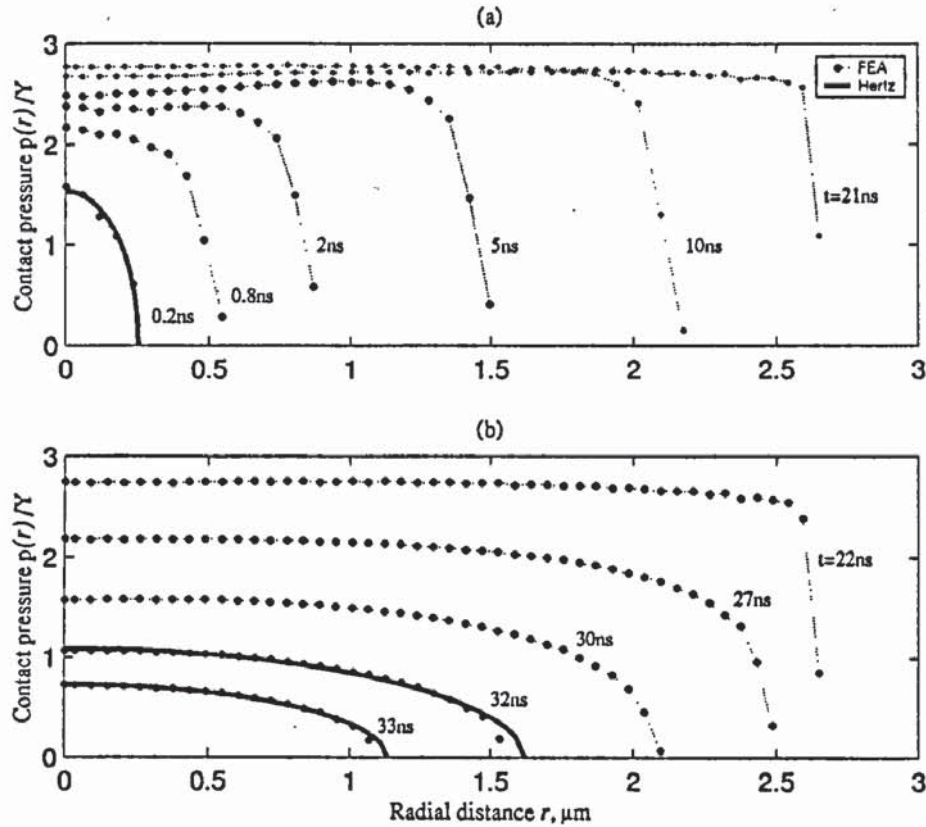 (a)
3
2
1
0
Contact pressure p(r)/Y
FEA
Hertz
0.2ns
0.8ns
2ns
5ns
10ns
t=21ns
0
0.5
1
1.5
2
2.5
3
(b)
3
2
1
0
Contact pressure p(r)/Y
t=22ns
27ns
30ns
32ns
33ns
0
0.5
1
1.5
2
2.5
3
Radial distance r, μm